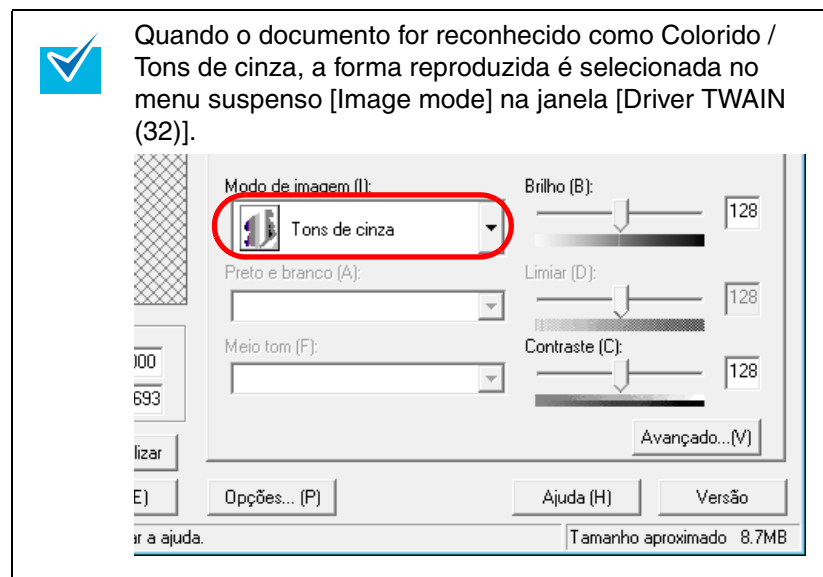 Quando o documento for reconhecido como Colorido /
Tons de cinza, a forma reproduzida é selecionada no
menu suspenso [Image mode] na janela [Driver TWAIN
(32)].
Modo de imagem (I):
Tons de cinza
Brilho (B):
128
Preto e branco (A):
Limiar (D):
128
Meio tom (F):
Contraste (C):
128
000
693
Avançado...(V)
lizar
E)
Opções... (P)
Ajuda (H)
Versão
ar a ajuda.
Tamanho aproximado 8.7MB